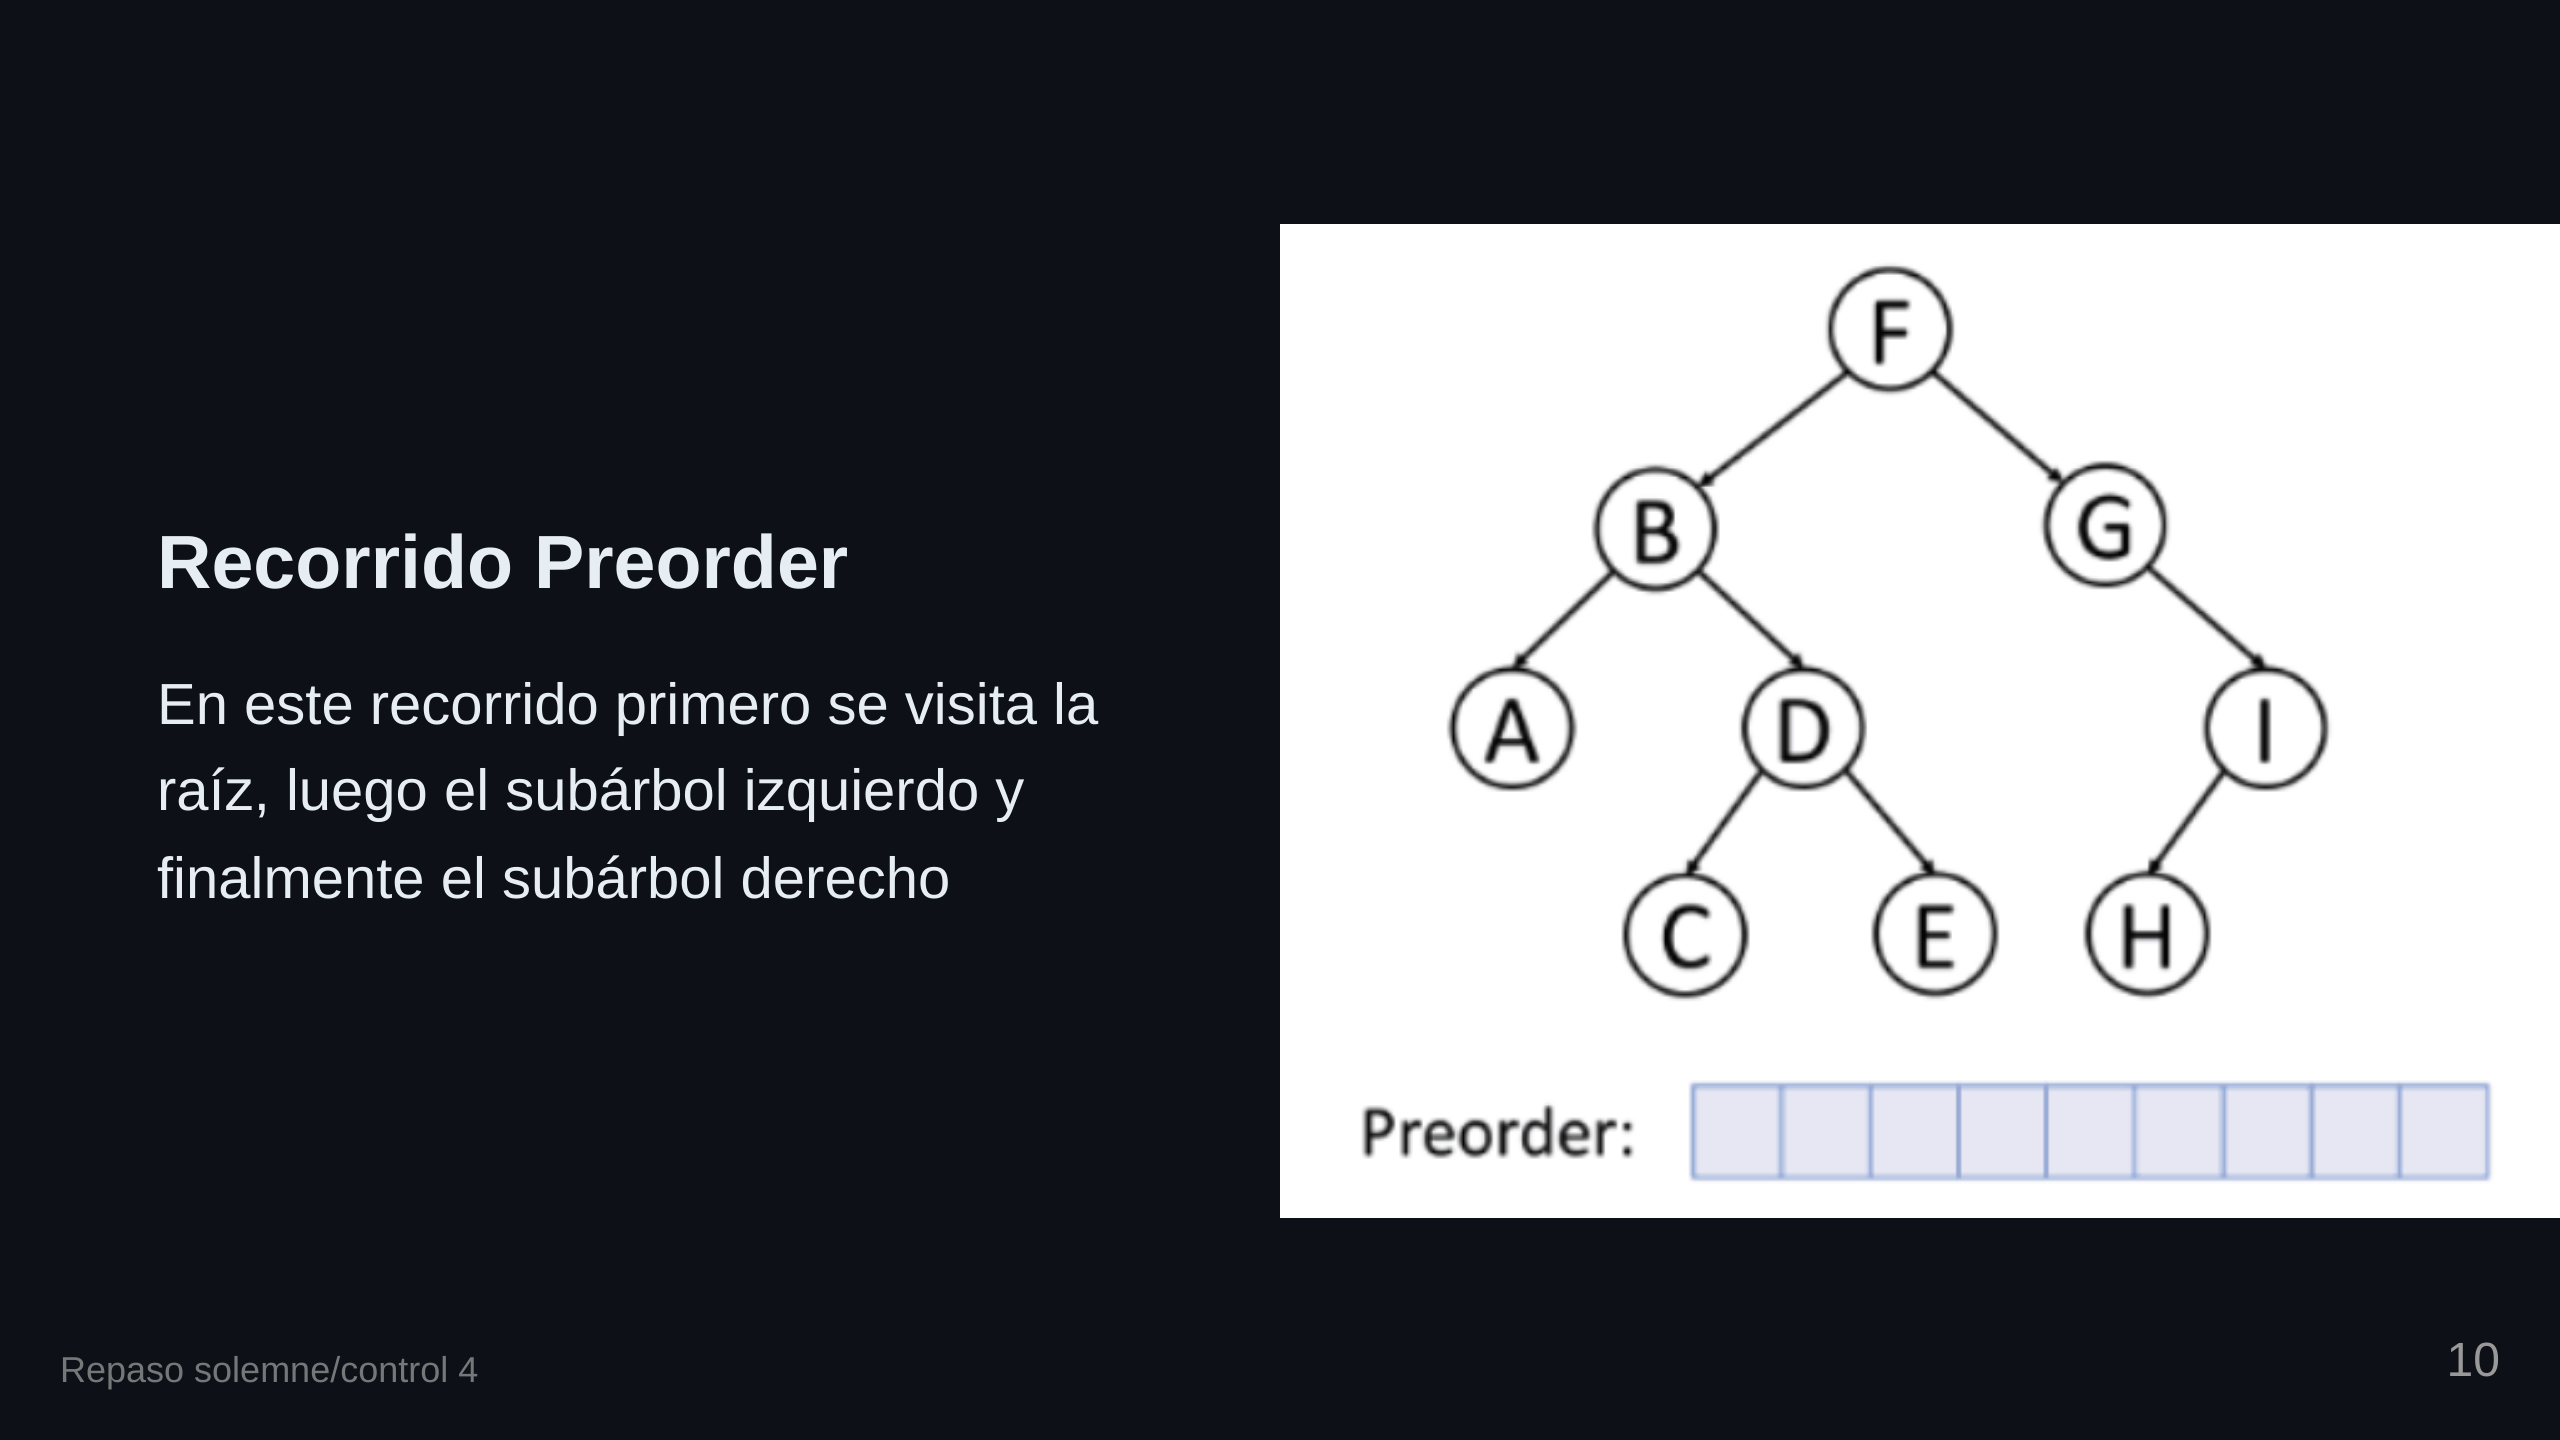 Recorrido Preorder
En este recorrido primero se visita la
raíz, luego el subárbol izquierdo y
finalmente el subárbol derecho
F
B
G
A
D
I
C
E
H
Preorder:
Repaso solemne/control 4
10